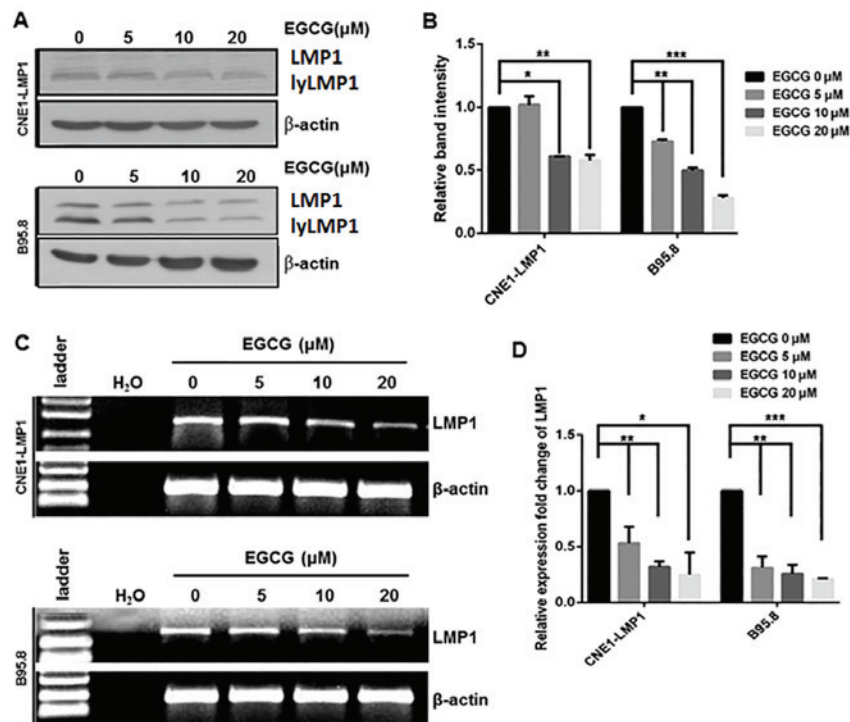 A
EGCG(μM)
0 5 10 20
CNE1-LMP1
LMP1
lyLMP1
β-actin
EGCG(μM)
0 5 10 20
B95.8
LMP1
lyLMP1
β-actin
B
Relative band intensity
1.5
1.0
0.5
0.0
**
*
***
**
CNE1-LMP1
B95.8
EGCG 0 μM
EGCG 5 μM
EGCG 10 μM
EGCG 20 μM
C
EGCG (μM)
ladder
H₂O
0 5 10 20
CNE1-LMP1
LMP1
β-actin
EGCG (μM)
ladder
H₂O
0 5 10 20
B95.8
LMP1
β-actin
D
EGCG 0 μM
EGCG 5 μM
EGCG 10 μM
EGCG 20 μM
Relative expression fold change of LMP1
1.5
1.0
0.5
0.0
*
**
***
**
CNE1-LMP1
B95.8